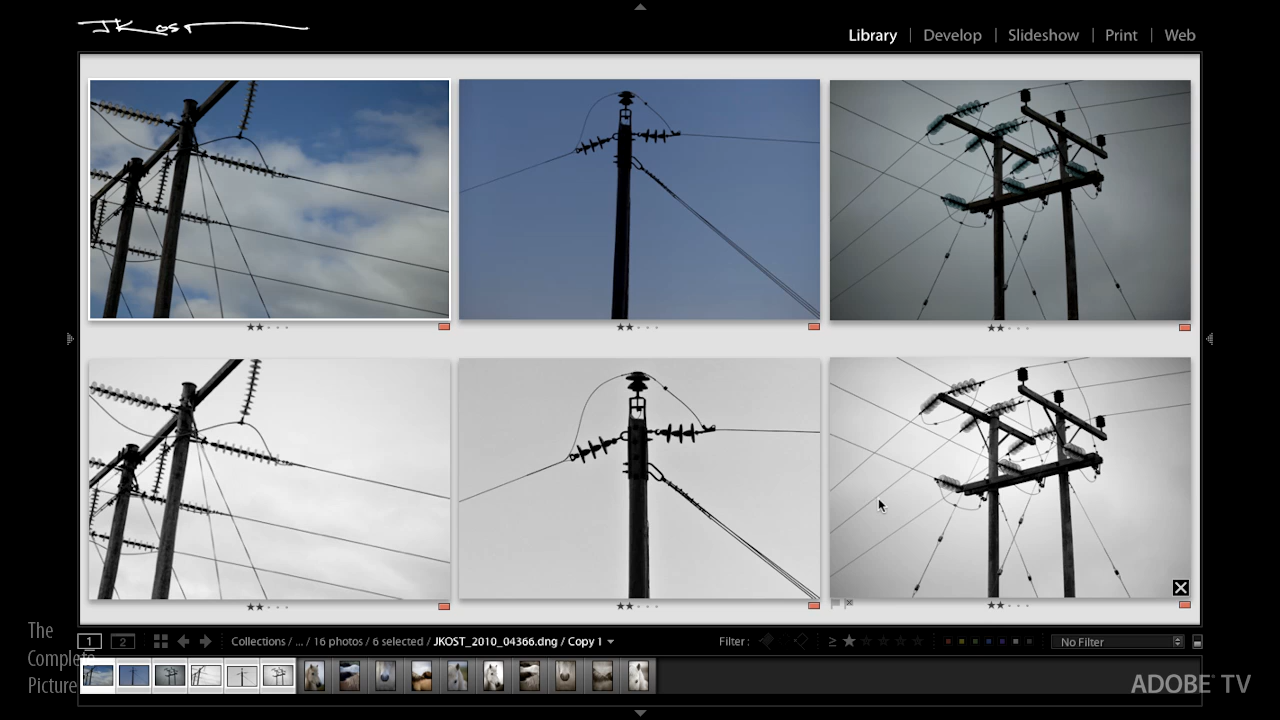 JKOST
Library | Develop | Slideshow | Print | Web
1 2 Collections / ... / 16 photos / 6 selected / JKOST_2010_04366.dng / Copy 1 Filter : ≥ No Filter
The
Complete
Picture
ADOBE TV